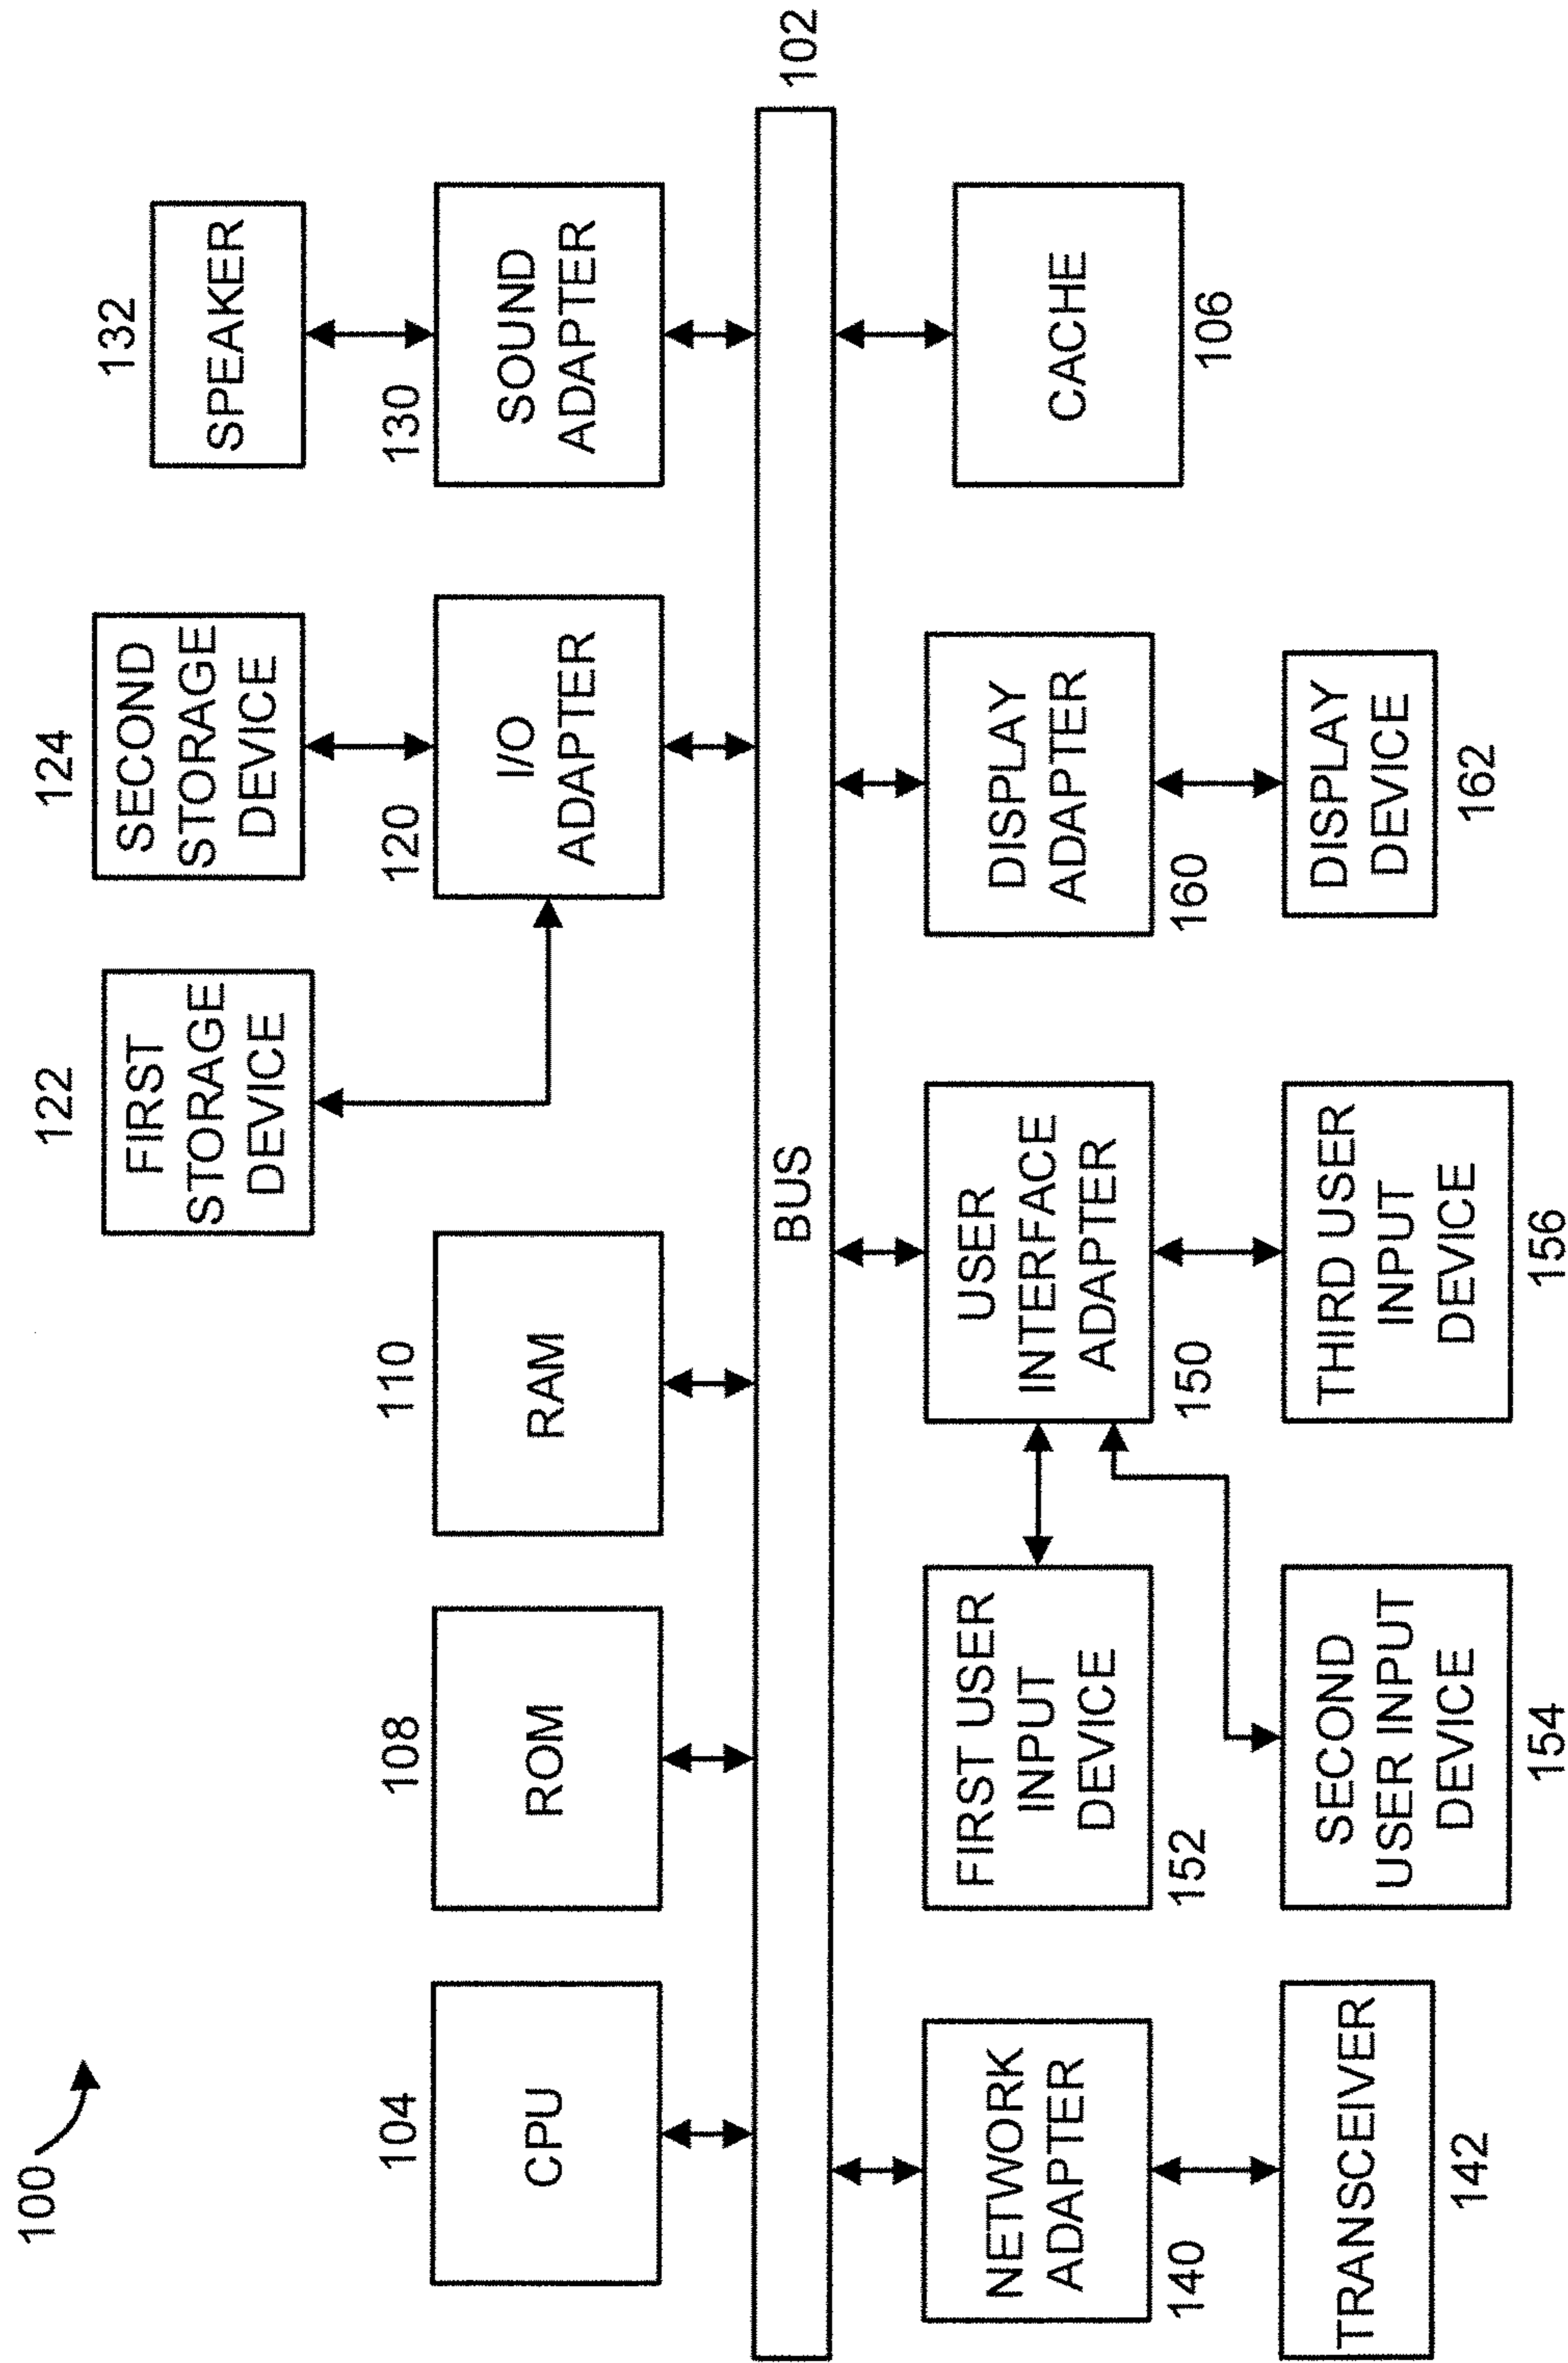 100
122
FIRST
STORAGE
DEVICE
124
SECOND
STORAGE
DEVICE
132
SPEAKER
104
CPU
108
ROM
110
RAM
120
I/O
ADAPTER
130
SOUND
ADAPTER
BUS
102
NETWORK
ADAPTER
140
FIRST USER
INPUT
DEVICE
152
USER
INTERFACE
ADAPTER
150
DISPLAY
ADAPTER
160
CACHE
106
TRANSCEIVER
142
SECOND
USER INPUT
DEVICE
154
THIRD USER
INPUT
DEVICE
156
DISPLAY
DEVICE
162